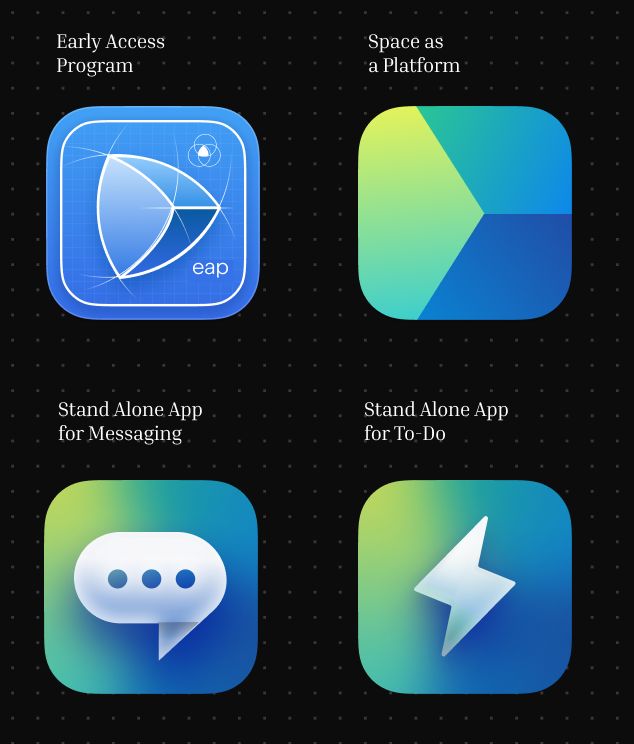 Early Access
Program
Space as
a Platform
eap
Stand Alone App
for Messaging
Stand Alone App
for To-Do